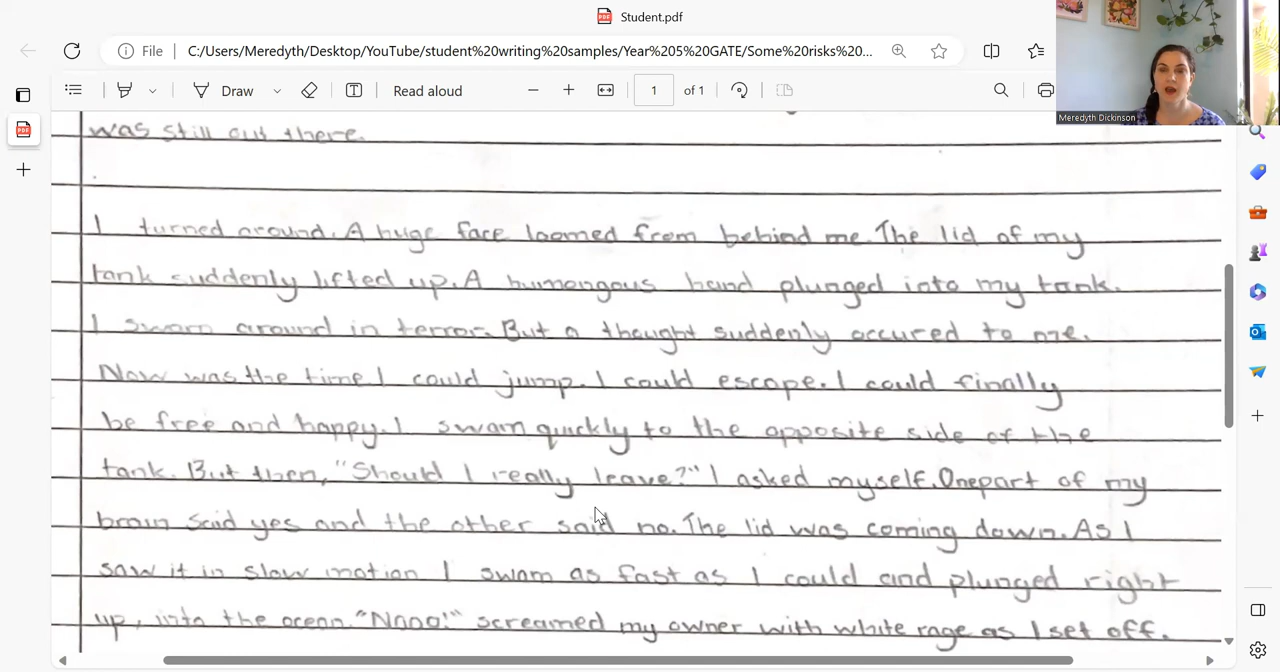 Student.pdf
File
C:/Users/Meredyth/Desktop/YouTube/student%20writing%20samples/Year%205%20GATE/Some%20risks%20...
Draw
Read aloud
1
of 1
Meredyth Dickinson
was still out there.
I turned around. A huge face loomed from behind me. The lid of my
tank suddenly lifted up. A humongous hand plunged into my tank.
I swam around in terror. But a thought suddenly occured to me.
Now was the time. I could jump. I could escape. I could finally
be free and happy. I swam quickly to the opposite side of the
tank. But then, "Should I really leave?" I asked myself. Onepart of my
brain said yes and the other said no. The lid was coming down. As I
saw it in slow motion I swam as fast as I could and plunged right
up, into the ocean. "Nooo!" screamed my owner with white rage as I set off.